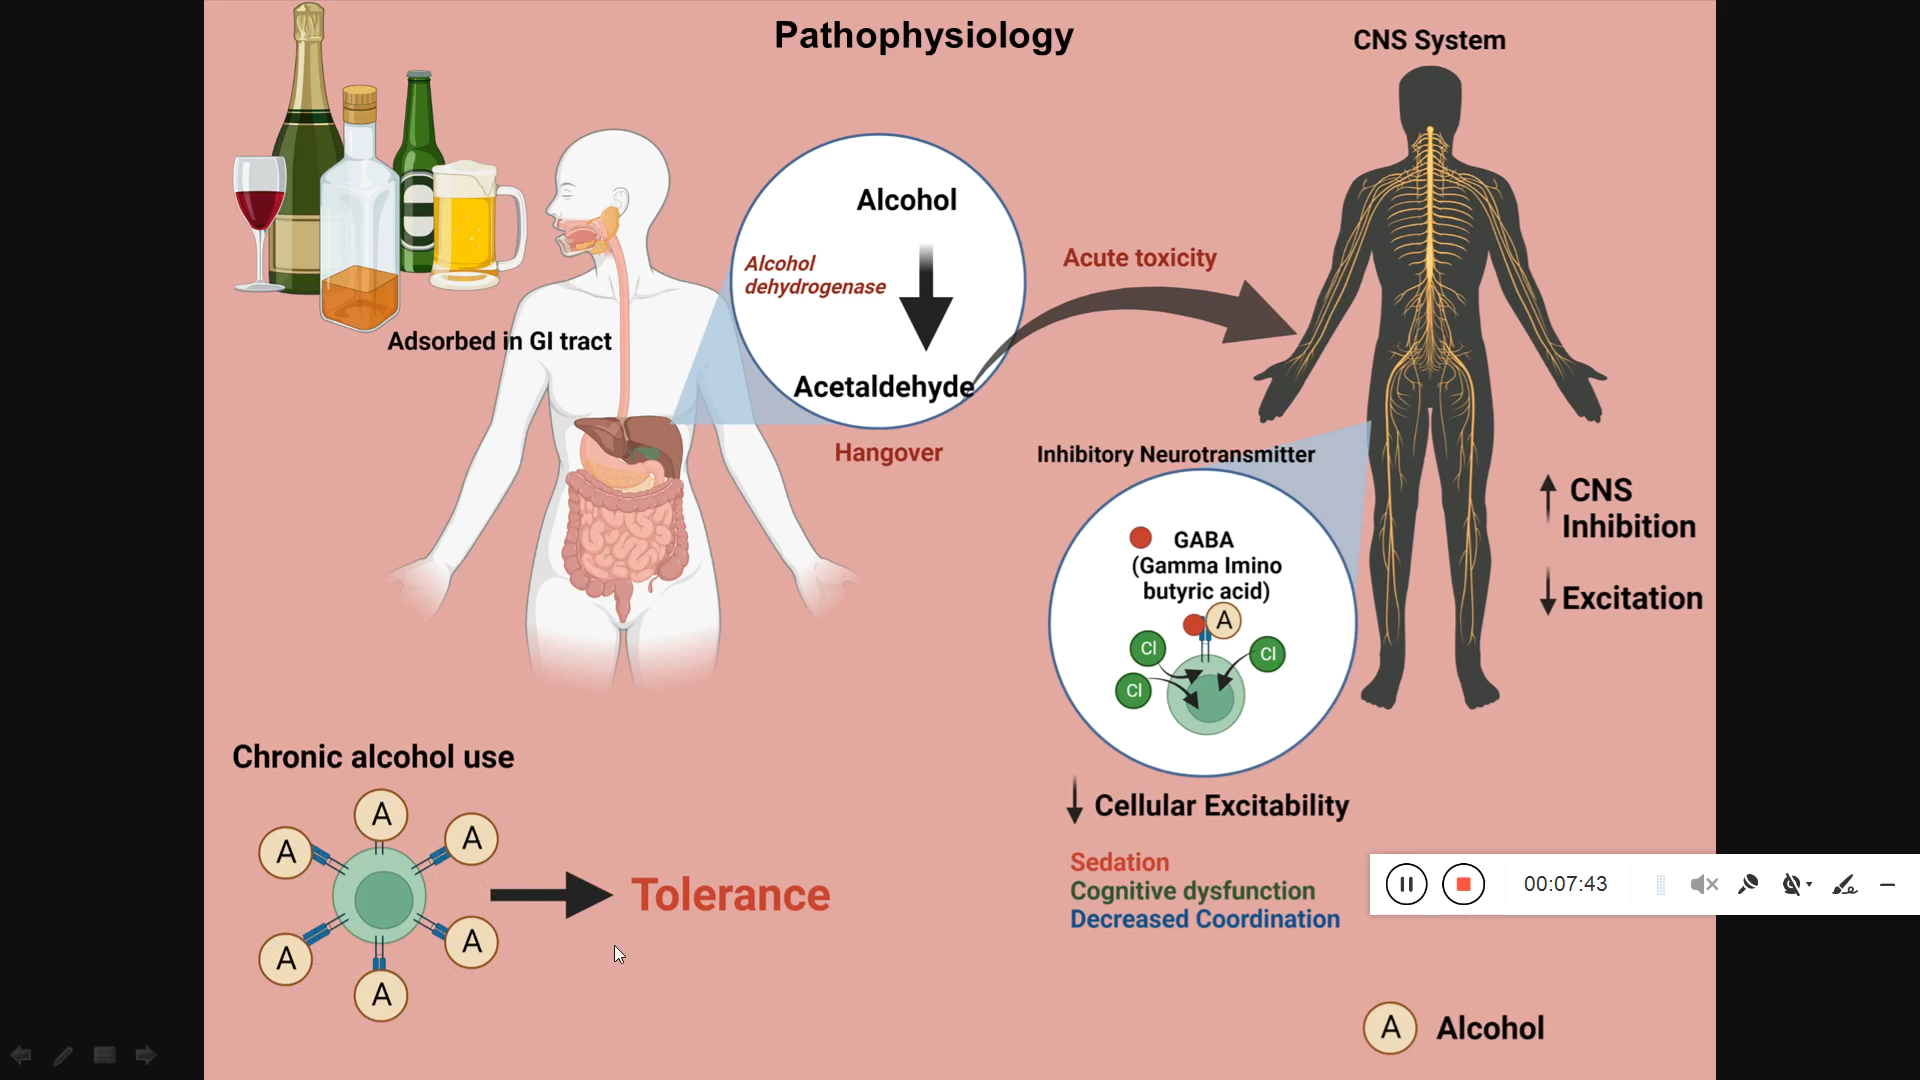 Pathophysiology
CNS System
Alcohol
Alcohol
dehydrogenase
Acetaldehyde
Acute toxicity
Adsorbed in GI tract
Hangover
Inhibitory Neurotransmitter
GABA
(Gamma Imino
butyric acid)
A
Cl
Cl
Cl
CNS
Inhibition
Excitation
Cellular Excitability
Sedation
Cognitive dysfunction
Decreased Coordination
Chronic alcohol use
A
A
A
A
A
A
Tolerance
00:07:43
A Alcohol